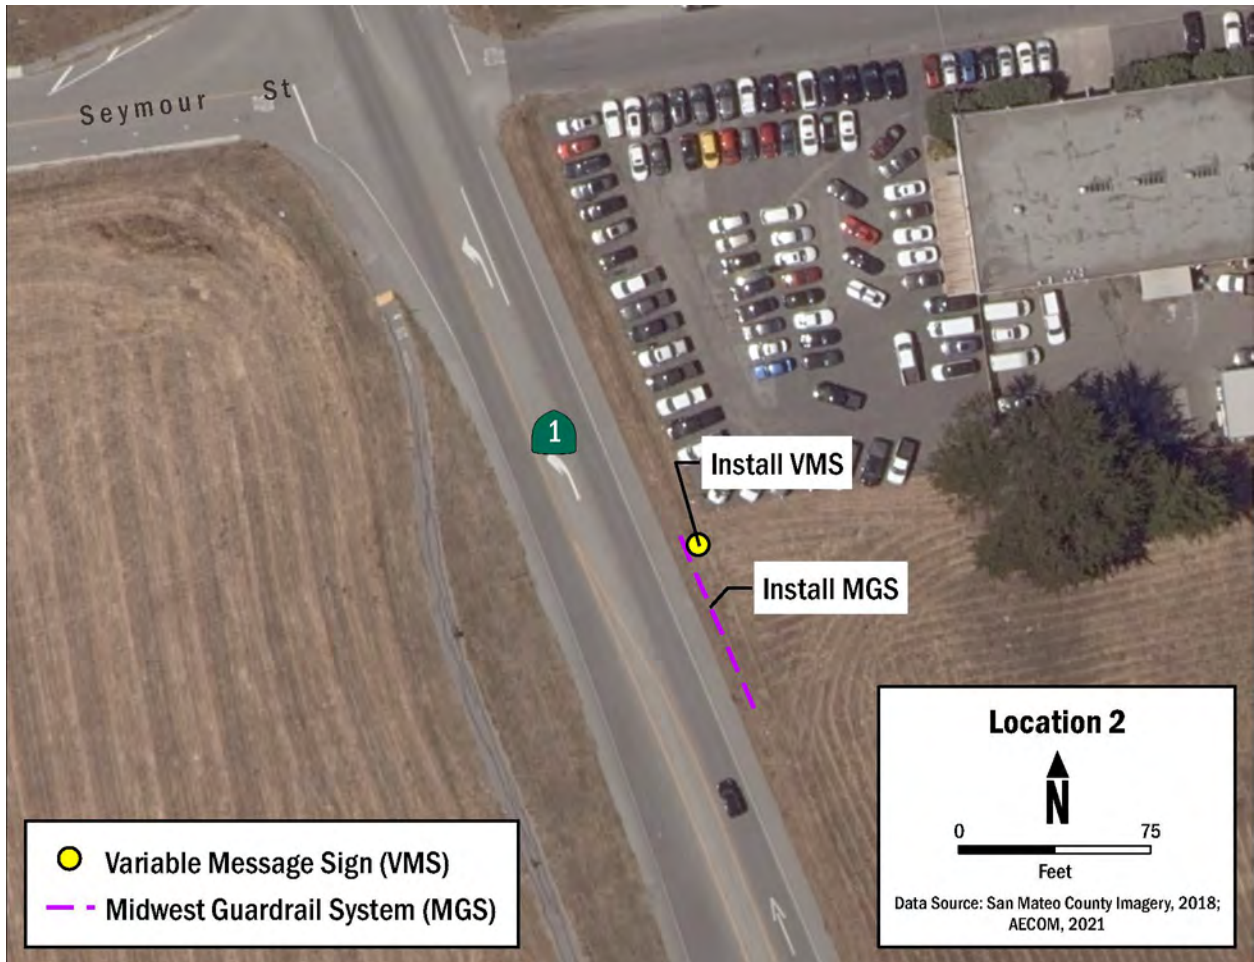 Seymour St
1
Install VMS
Install MGS
Location 2
N
0 75
Feet
Data Source: San Mateo County Imagery, 2018;
AECOM, 2021
Variable Message Sign (VMS)
Midwest Guardrail System (MGS)